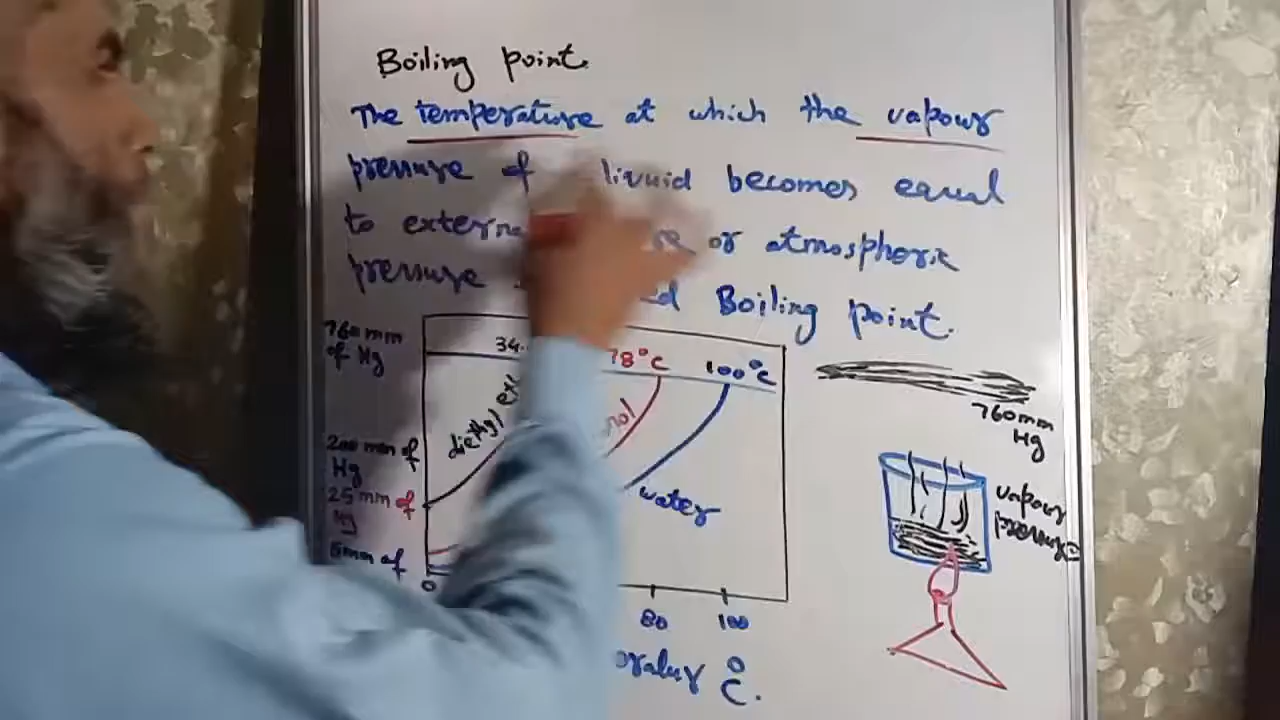 Boiling point.
The temperature at which the vapour
pressure of liquid becomes equal
to or atmospheric
pressure Boiling point.
760 mm
of Hg
34.
78°C
100°C
diethyl
760mm
Hg
200 mm of
Hg
25 mm of
Hg
water
vapour
pressure
5mm of
0
80
100
°C.